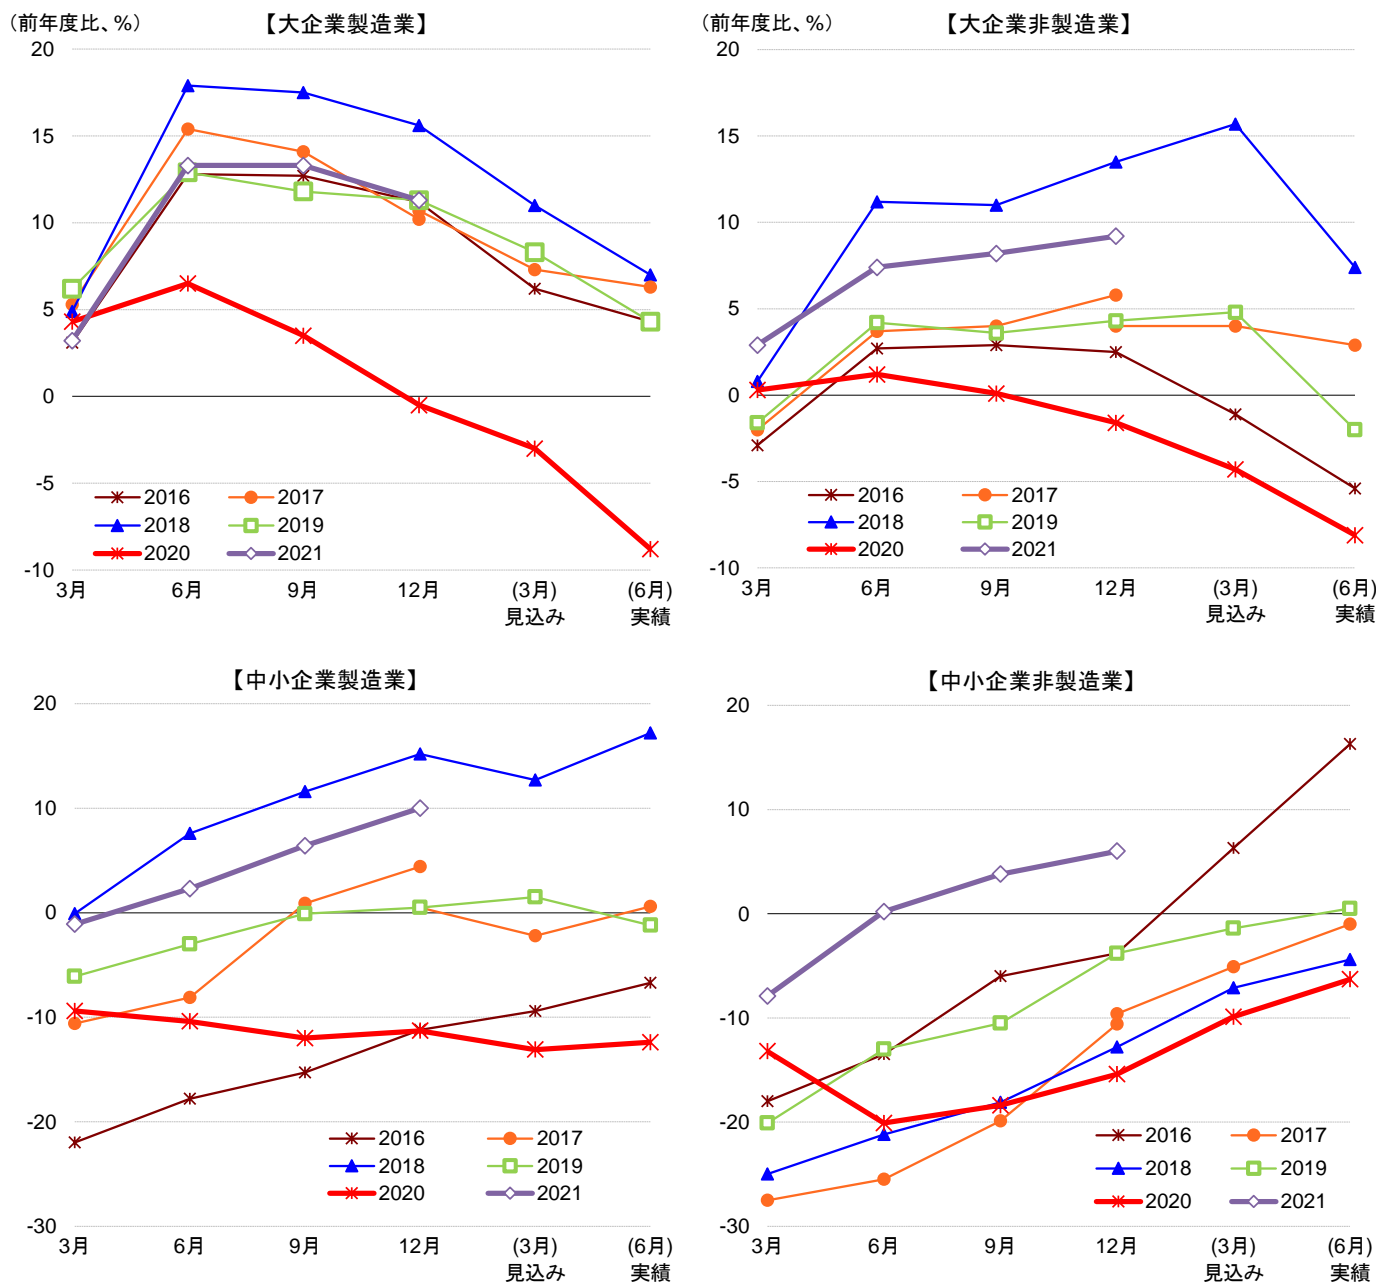 (前年度比、%)
【大企業製造業】
20
15
10
5
0
-5
-10
2016
2017
2018
2019
2020
2021
3月
6月
9月
12月
(3月)
見込み
(6月)
実績
(前年度比、%)
【大企業非製造業】
20
15
10
5
0
-5
-10
2016
2017
2018
2019
2020
2021
3月
6月
9月
12月
(3月)
見込み
(6月)
実績
【中小企業製造業】
20
10
0
-10
-20
-30
2016
2017
2018
2019
2020
2021
3月
6月
9月
12月
(3月)
見込み
(6月)
実績
【中小企業非製造業】
20
10
0
-10
-20
-30
2016
2017
2018
2019
2020
2021
3月
6月
9月
12月
(3月)
見込み
(6月)
実績